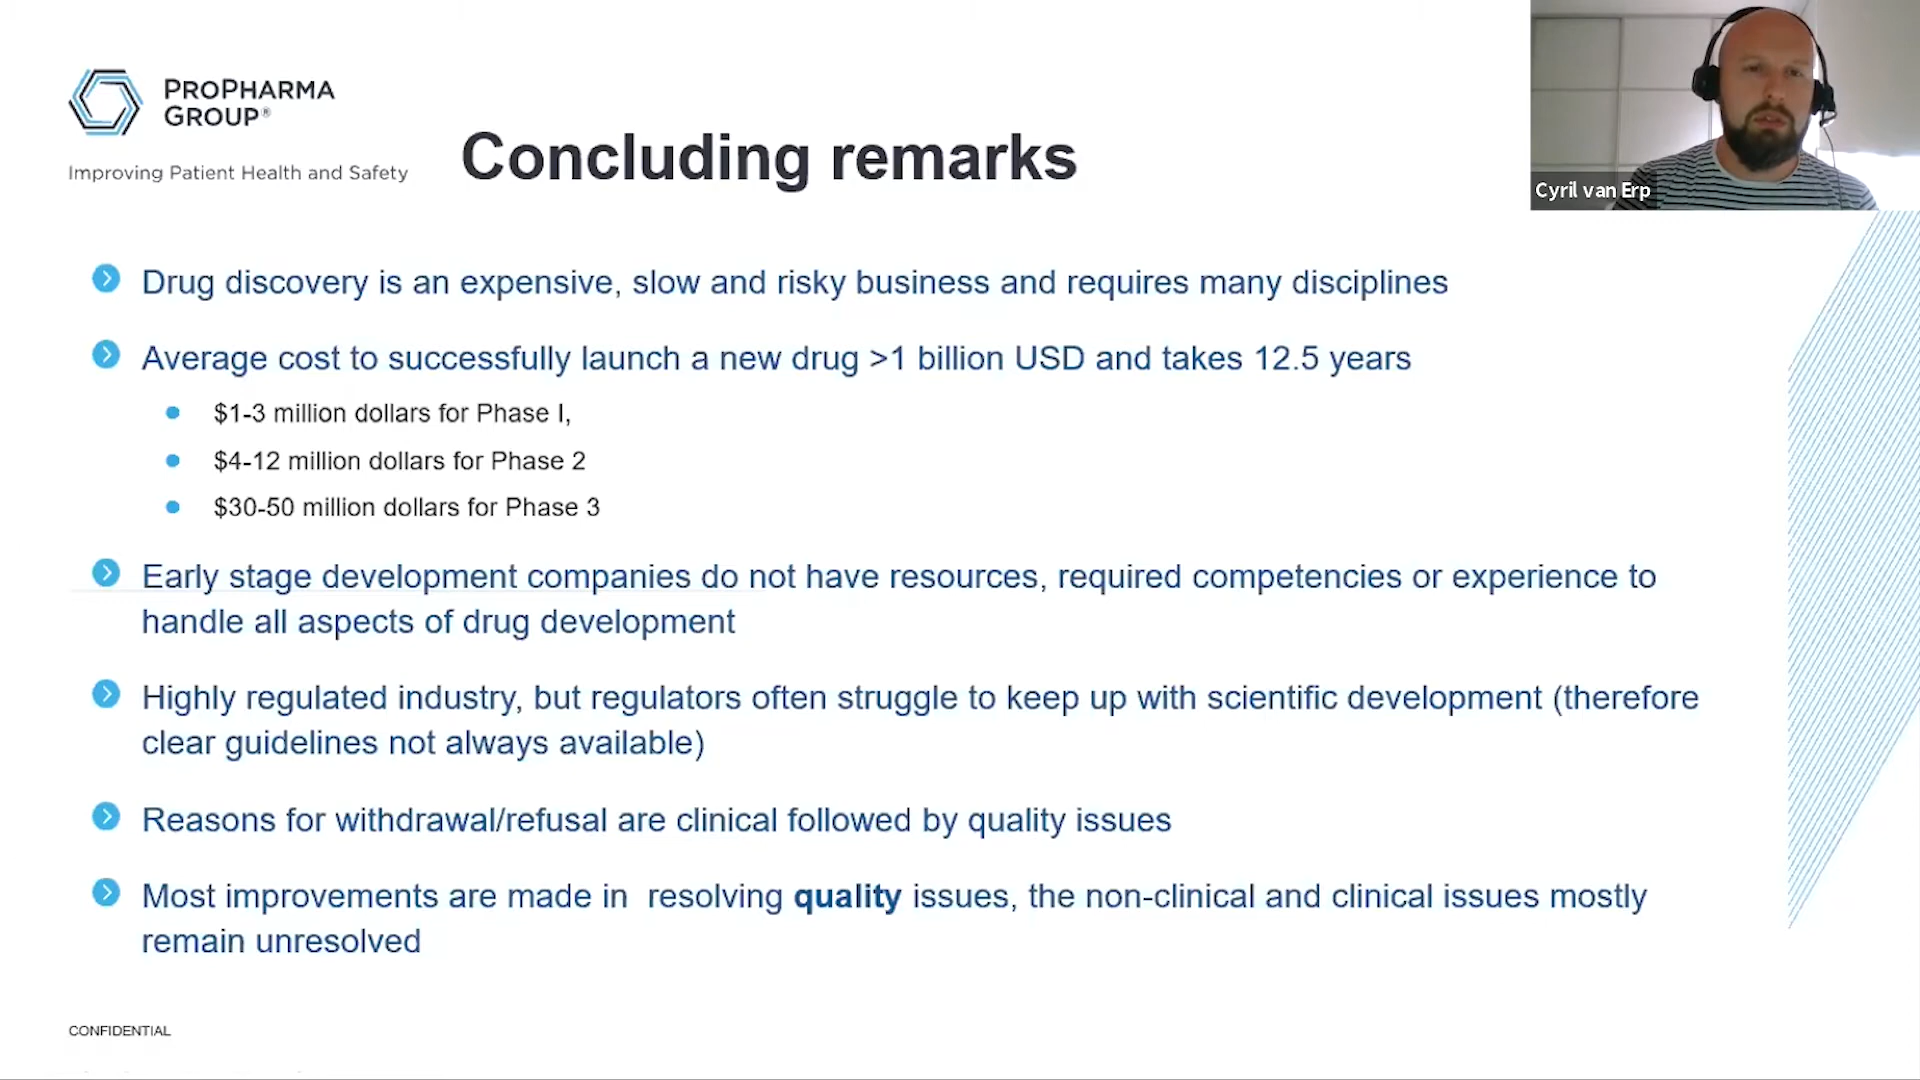 PROPHARMA
GROUP®
Improving Patient Health and Safety
Concluding remarks
Cyril van Erp
Drug discovery is an expensive, slow and risky business and requires many disciplines
Average cost to successfully launch a new drug >1 billion USD and takes 12.5 years
$1-3 million dollars for Phase I,
$4-12 million dollars for Phase 2
$30-50 million dollars for Phase 3
Early stage development companies do not have resources, required competencies or experience to
handle all aspects of drug development
Highly regulated industry, but regulators often struggle to keep up with scientific development (therefore
clear guidelines not always available)
Reasons for withdrawal/refusal are clinical followed by quality issues
Most improvements are made in  resolving quality issues, the non-clinical and clinical issues mostly
remain unresolved
CONFIDENTIAL